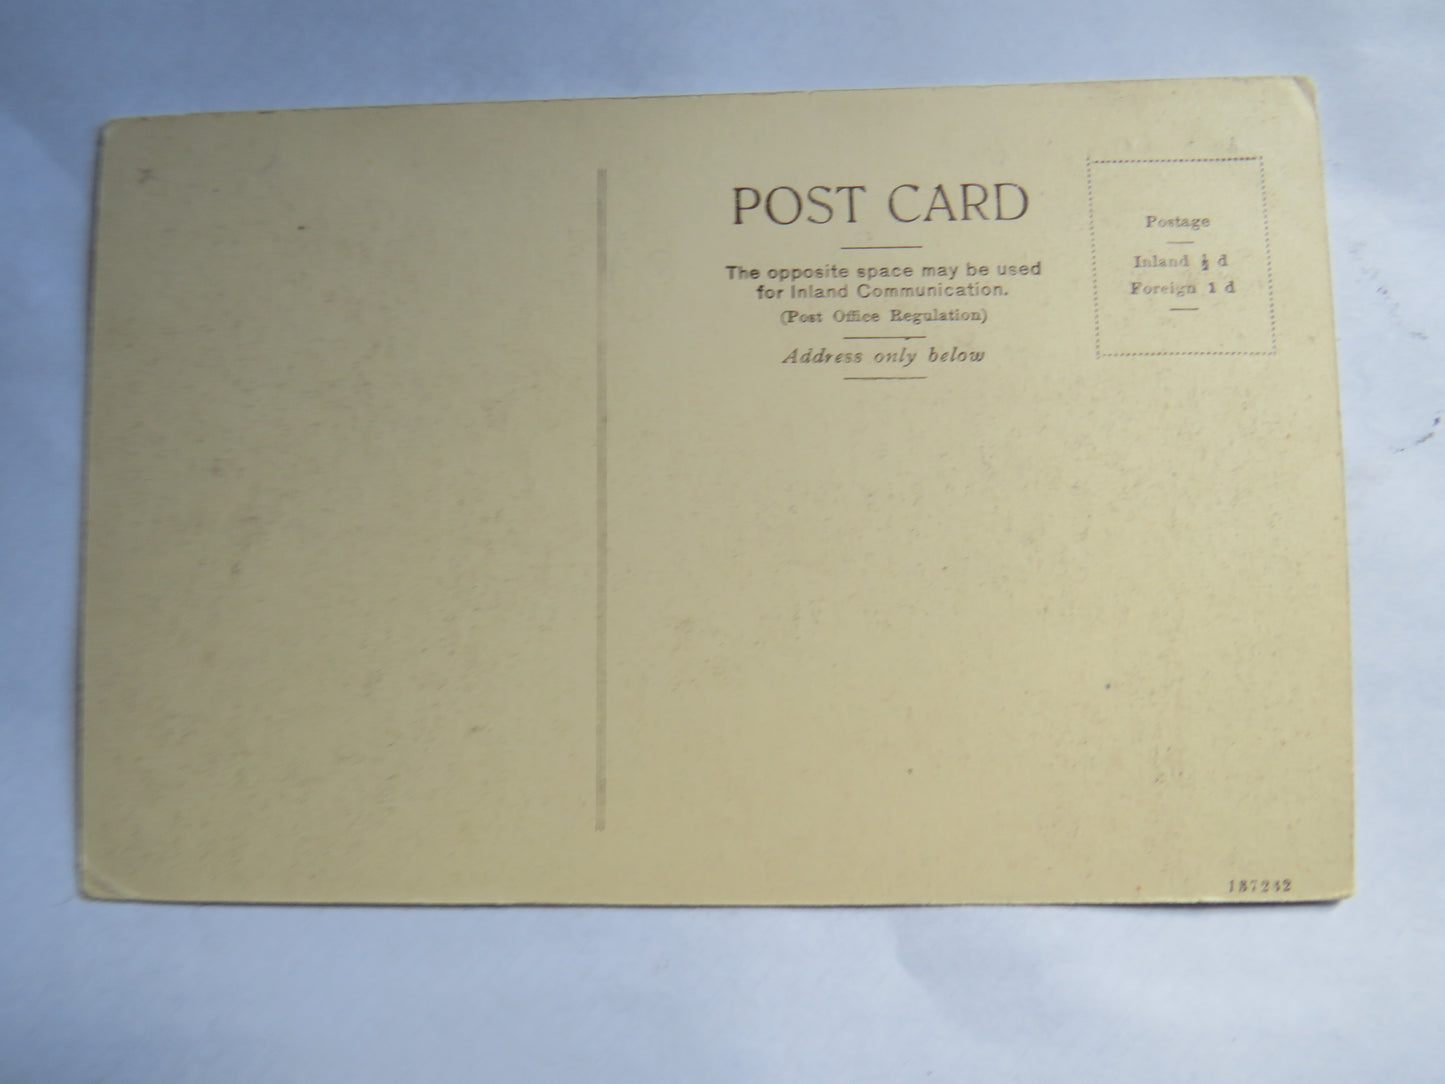 POST CARD
The opposite space may be used
for Inland Communication.
(Post Office Regulation)
Address only below
Postage
Inland ½ d
Foreign 1 d